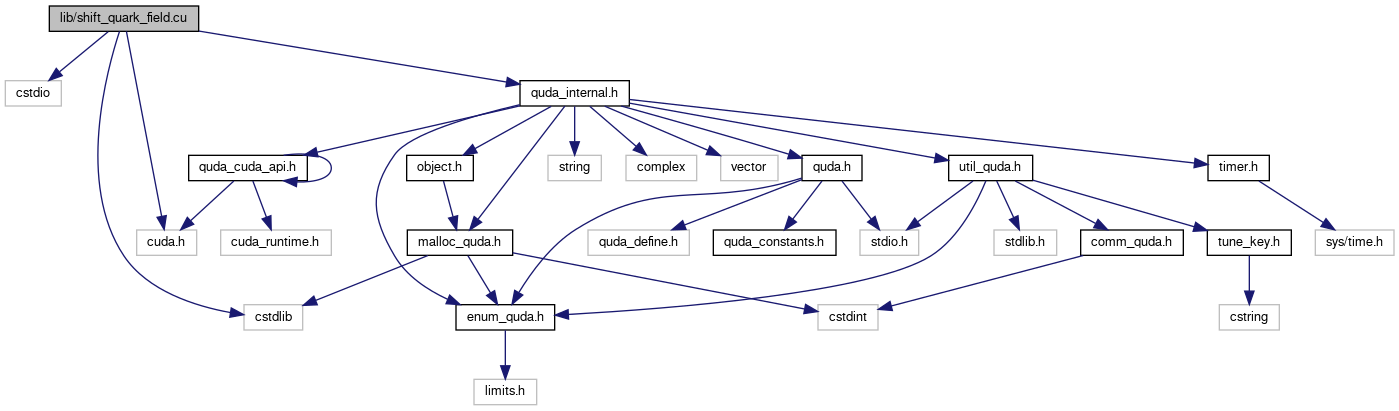 lib/shift_quark_field.cu
cstdio
quda_internal.h
quda_cuda_api.h
object.h
string
complex
vector
quda.h
util_quda.h
timer.h
cuda.h
cuda_runtime.h
malloc_quda.h
quda_define.h
quda_constants.h
stdio.h
stdlib.h
comm_quda.h
tune_key.h
sys/time.h
cstdlib
enum_quda.h
cstdint
cstring
limits.h